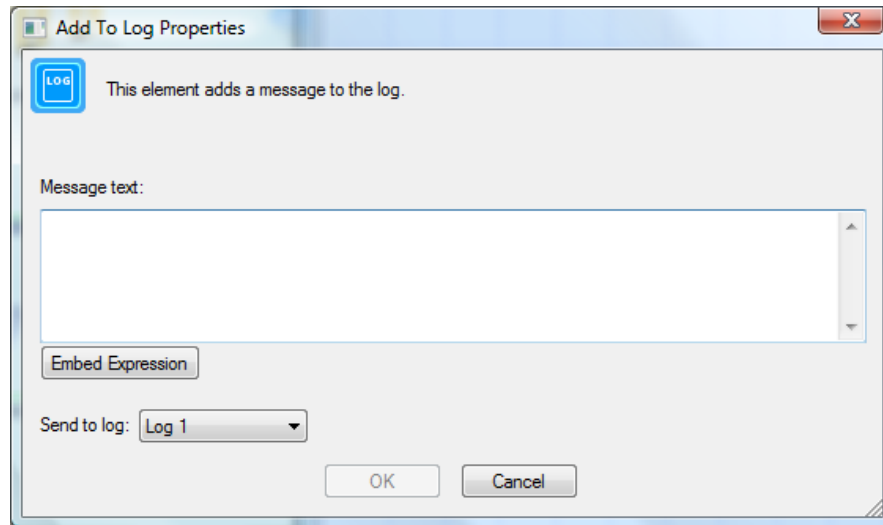 Add To Log Properties
LOG
This element adds a message to the log.
Message text:
Embed Expression
Send to log: Log 1
OK Cancel